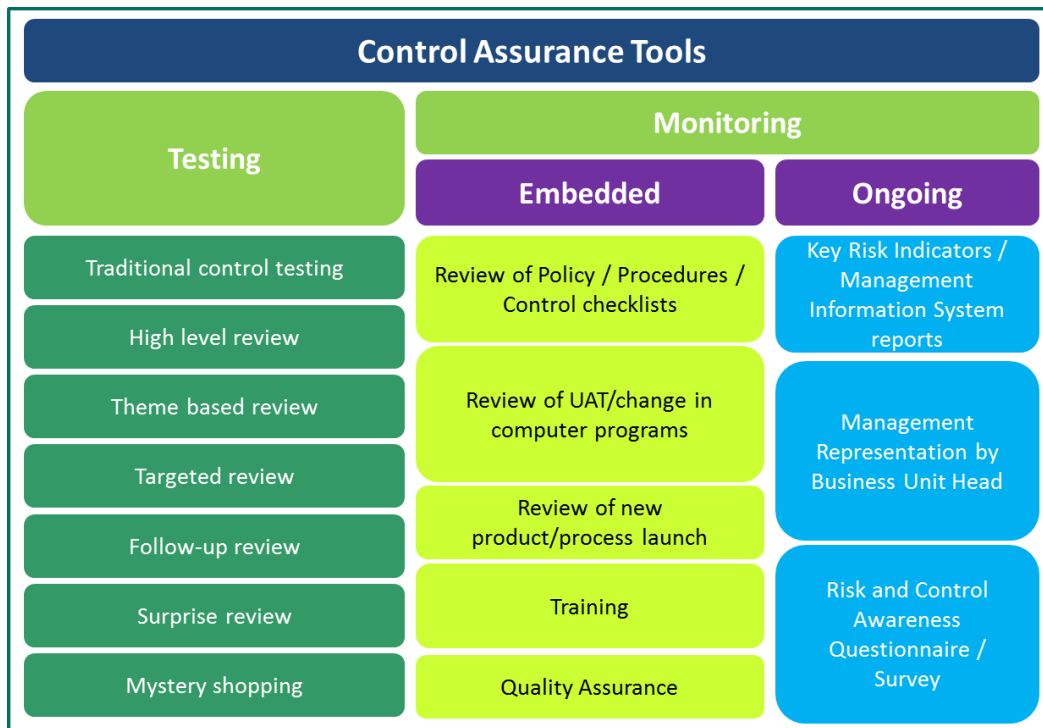 Control Assurance Tools
Testing
Monitoring
Embedded
Ongoing
Traditional control testing
High level review
Theme based review
Targeted review
Follow-up review
Surprise review
Mystery shopping
Review of Policy / Procedures /
Control checklists
Review of UAT/change in
computer programs
Review of new
product/process launch
Training
Quality Assurance
Key Risk Indicators /
Management
Information System
reports
Management
Representation by
Business Unit Head
Risk and Control
Awareness
Questionnaire /
Survey